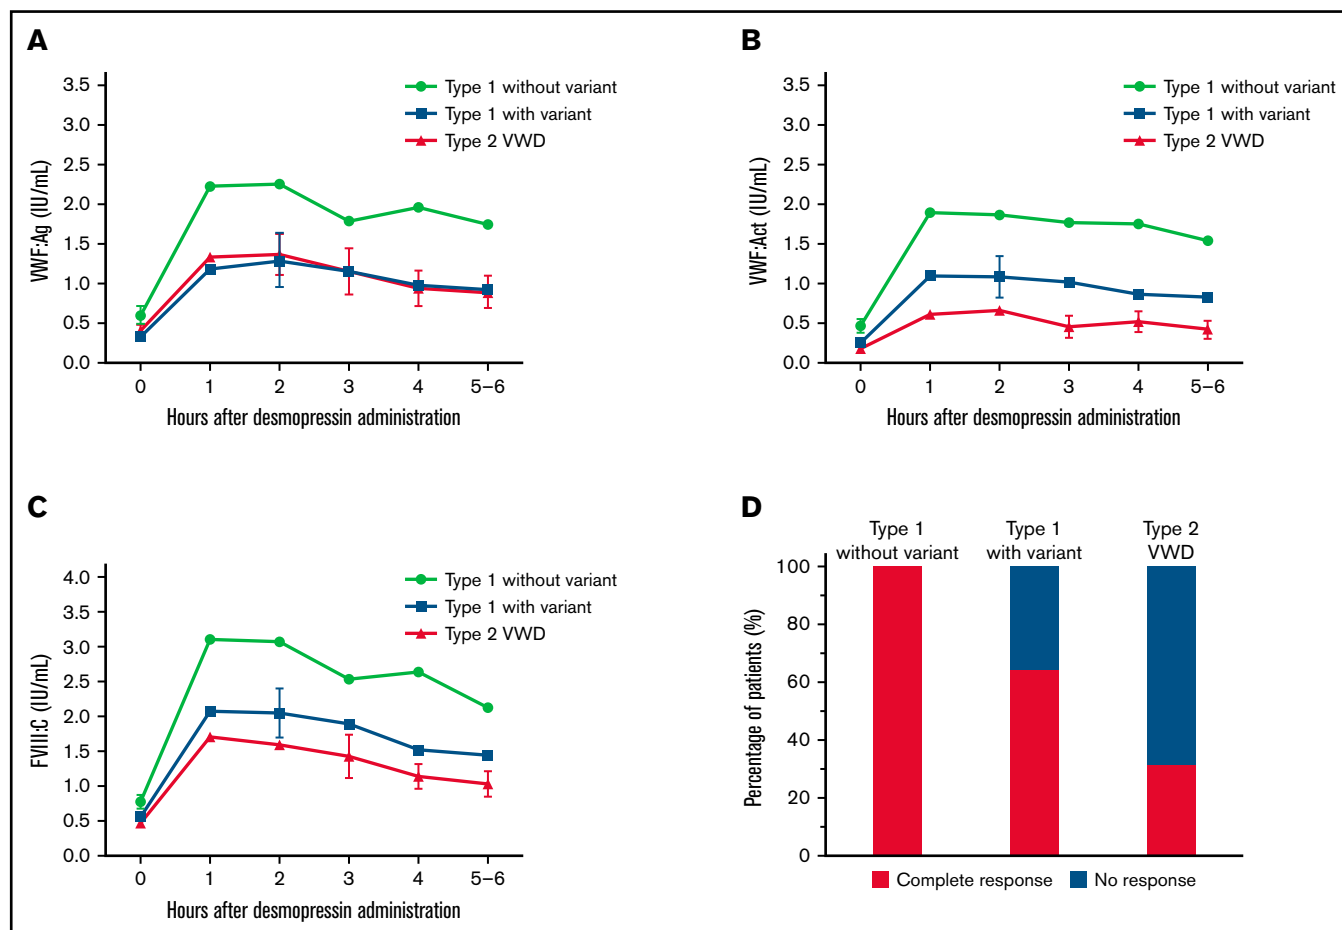 A
VWF:Ag (IU/mL)
3.5
3.0
2.5
2.0
1.5
1.0
0.5
0.0
Type 1 without variant
Type 1 with variant
Type 2 VWD
0 1 2 3 4 5–6
Hours after desmopressin administration
B
VWF:Act (IU/mL)
3.5
3.0
2.5
2.0
1.5
1.0
0.5
0.0
Type 1 without variant
Type 1 with variant
Type 2 VWD
0 1 2 3 4 5–6
Hours after desmopressin administration
C
FVIII:C (IU/mL)
4.0
3.5
3.0
2.5
2.0
1.5
1.0
0.5
0.0
Type 1 without variant
Type 1 with variant
Type 2 VWD
0 1 2 3 4 5–6
Hours after desmopressin administration
D
Type 1
without variant
Type 1
with variant
Type 2
VWD
Percentage of patients (%)
100
80
60
40
20
0
Complete response
No response